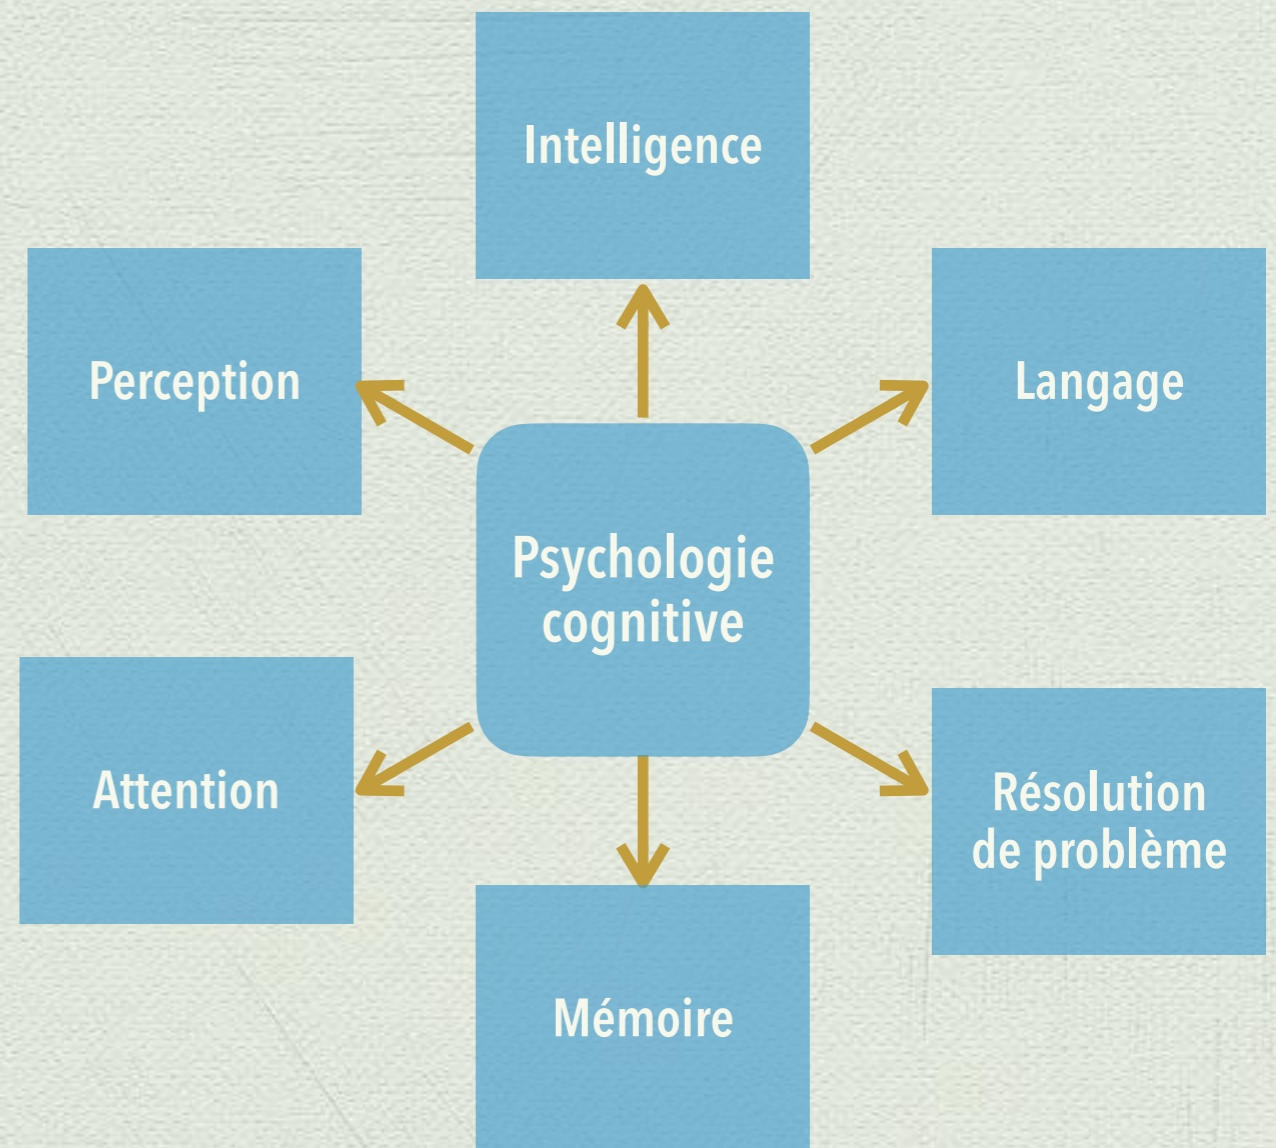 Intelligence
Perception
Langage
Psychologie
cognitive
Attention
Résolution
de problème
Mémoire